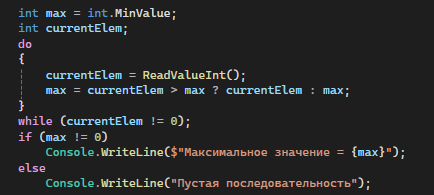 int max = int.MinValue;
int currentElem;
do
{
    currentElem = ReadValueInt();
    max = currentElem > max ? currentElem : max;
}
while (currentElem != 0);
if (max != 0)
    Console.WriteLine($"Максимальное значение = {max}");
else
    Console.WriteLine("Пустая последовательность");